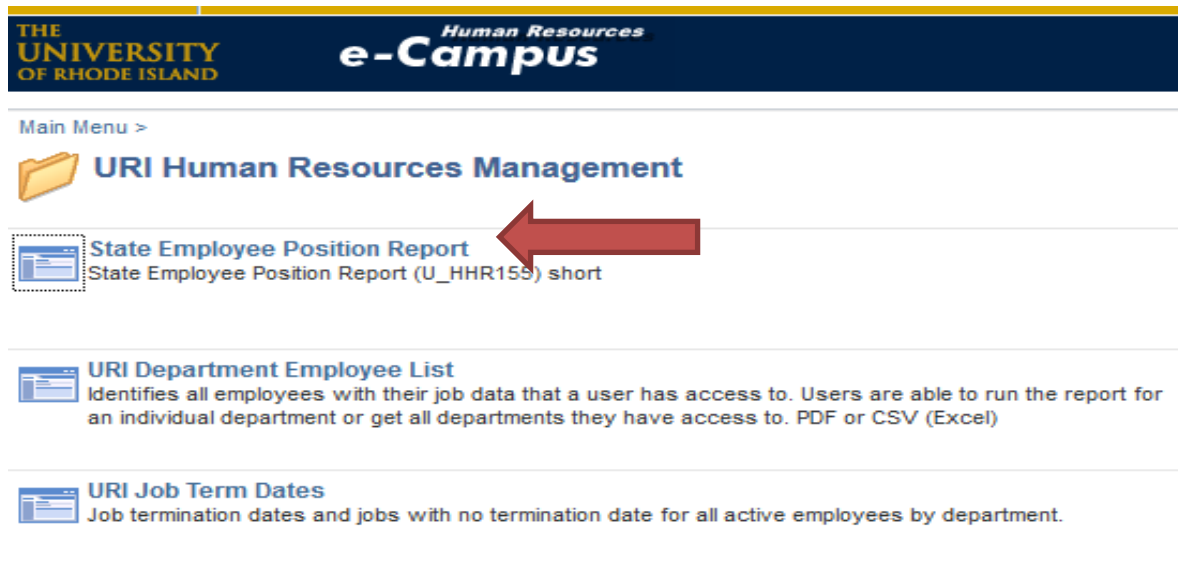 THE
UNIVERSITY
OF RHODE ISLAND
Human Resources
e-Campus
Main Menu >
URI Human Resources Management
State Employee Position Report
State Employee Position Report (U_HHR155) short
URI Department Employee List
Identifies all employees with their job data that a user has access to. Users are able to run the report for
an individual department or get all departments they have access to. PDF or CSV (Excel)
URI Job Term Dates
Job termination dates and jobs with no termination date for all active employees by department.